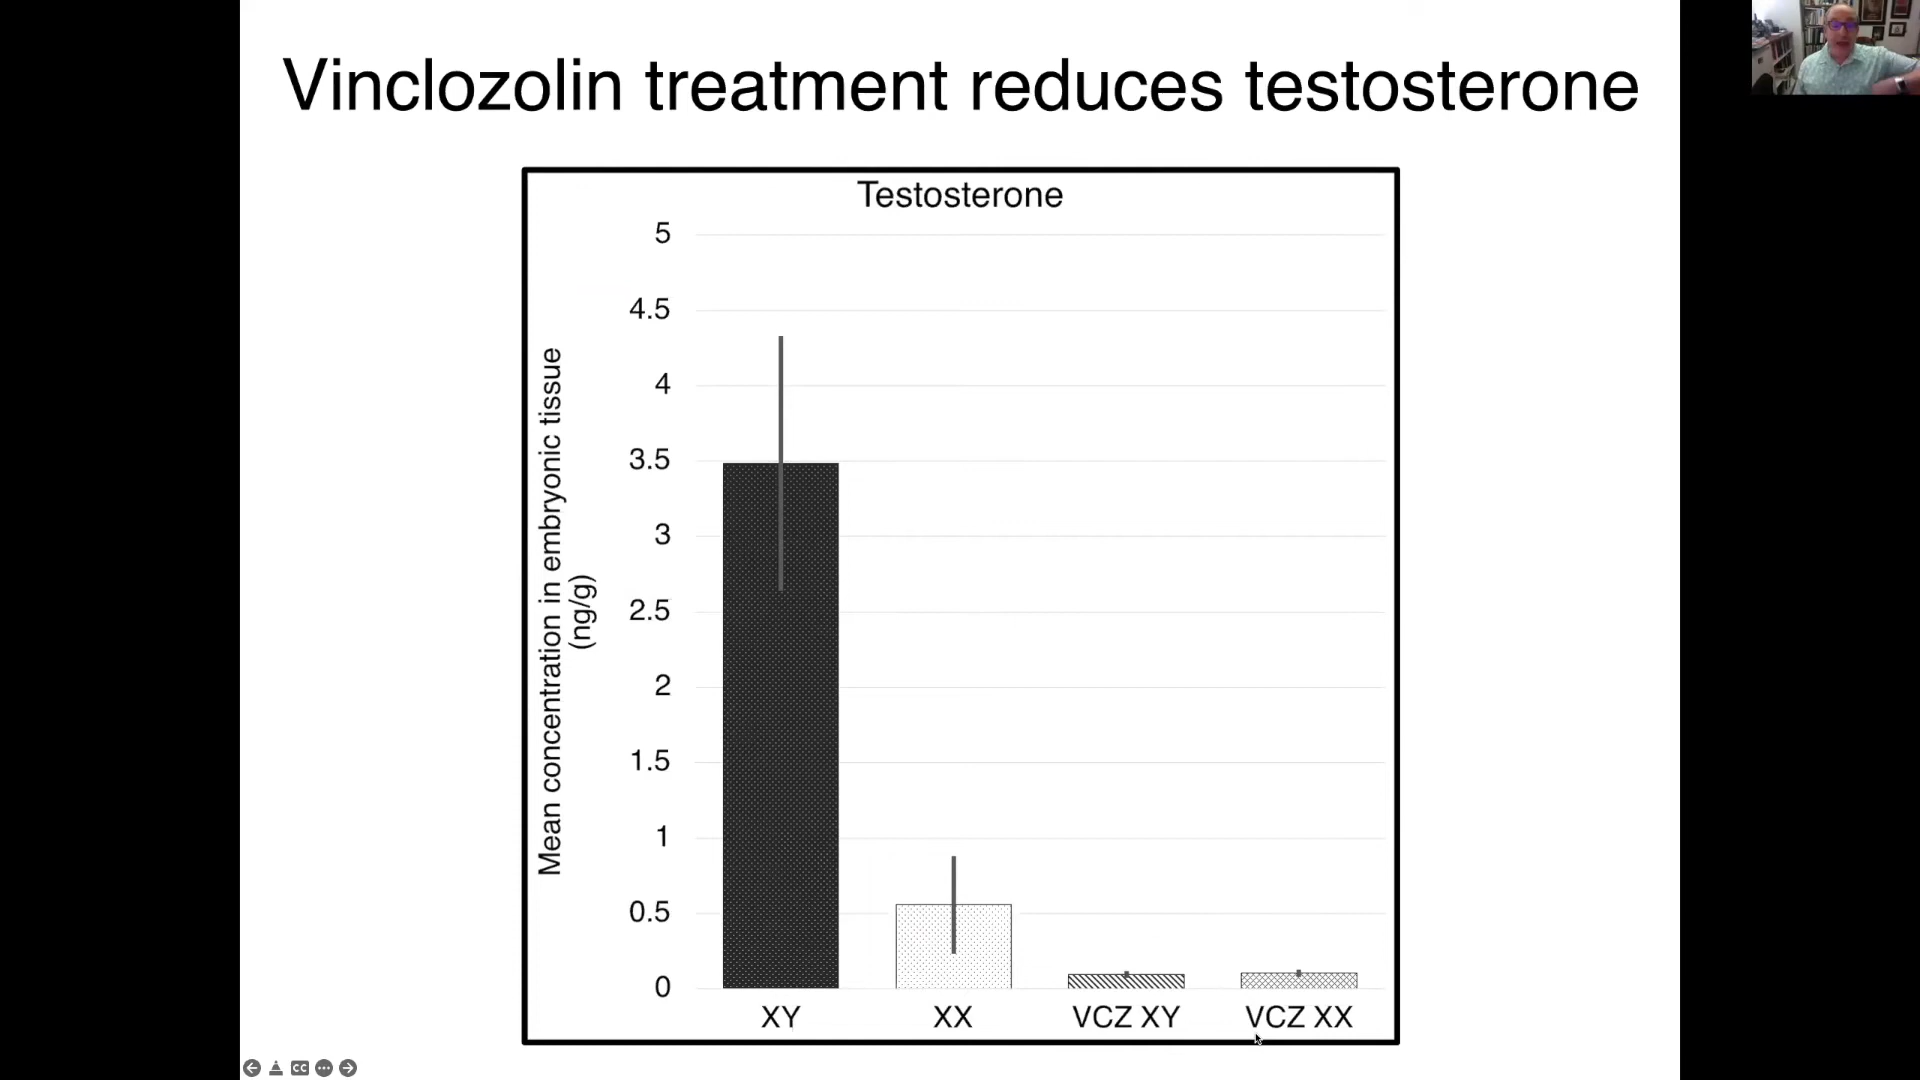 Vinclozolin treatment reduces testosterone
Testosterone
Mean concentration in embryonic tissue
(ng/g)
5
4.5
4
3.5
3
2.5
2
1.5
1
0.5
0
XY
XX
VCZ XY
VCZ XX
CC